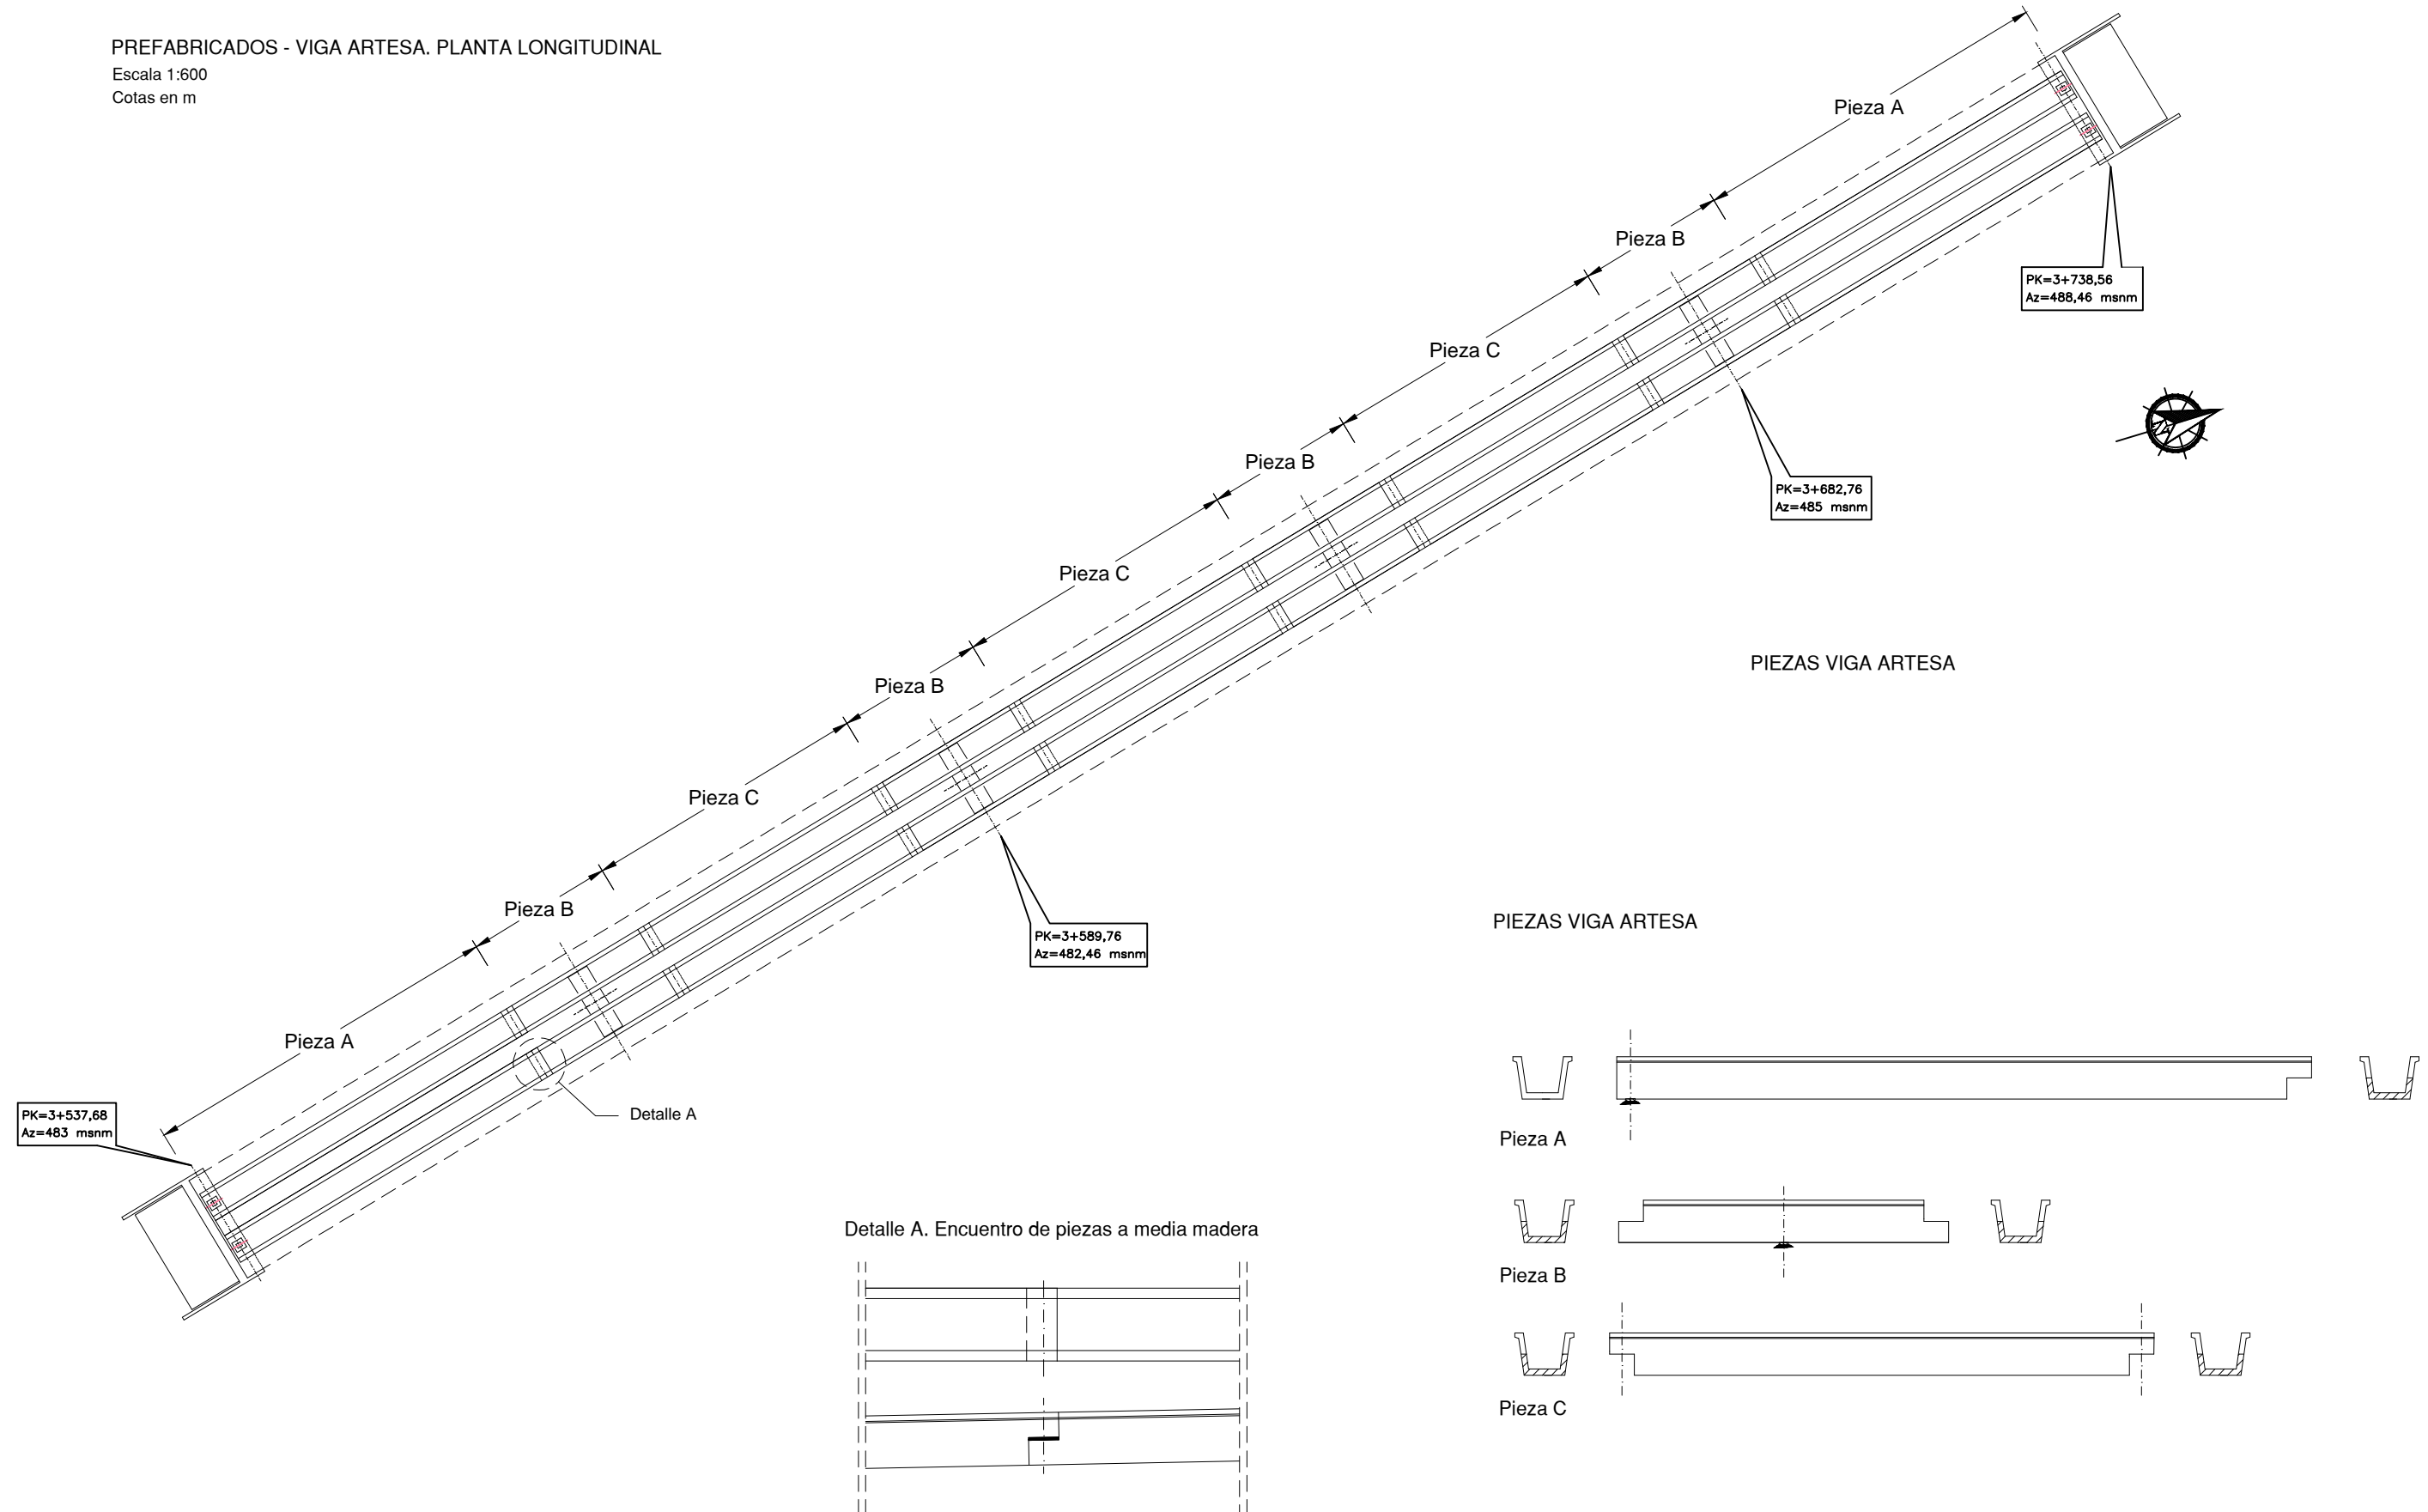 PREFABRICADOS - VIGA ARTESA. PLANTA LONGITUDINAL
Escala 1:600
Cotas en m
Pieza A
Pieza B
Pieza C
Pieza B
Pieza C
Pieza B
Pieza C
Pieza B
Pieza A
PK=3+738,56
Az=488,46 msnm
PK=3+682,76
Az=485 msnm
PK=3+589,76
Az=482,46 msnm
PK=3+537,68
Az=483 msnm
Detalle A
PIEZAS VIGA ARTESA
PIEZAS VIGA ARTESA
Pieza A
Pieza B
Pieza C
Detalle A. Encuentro de piezas a media madera